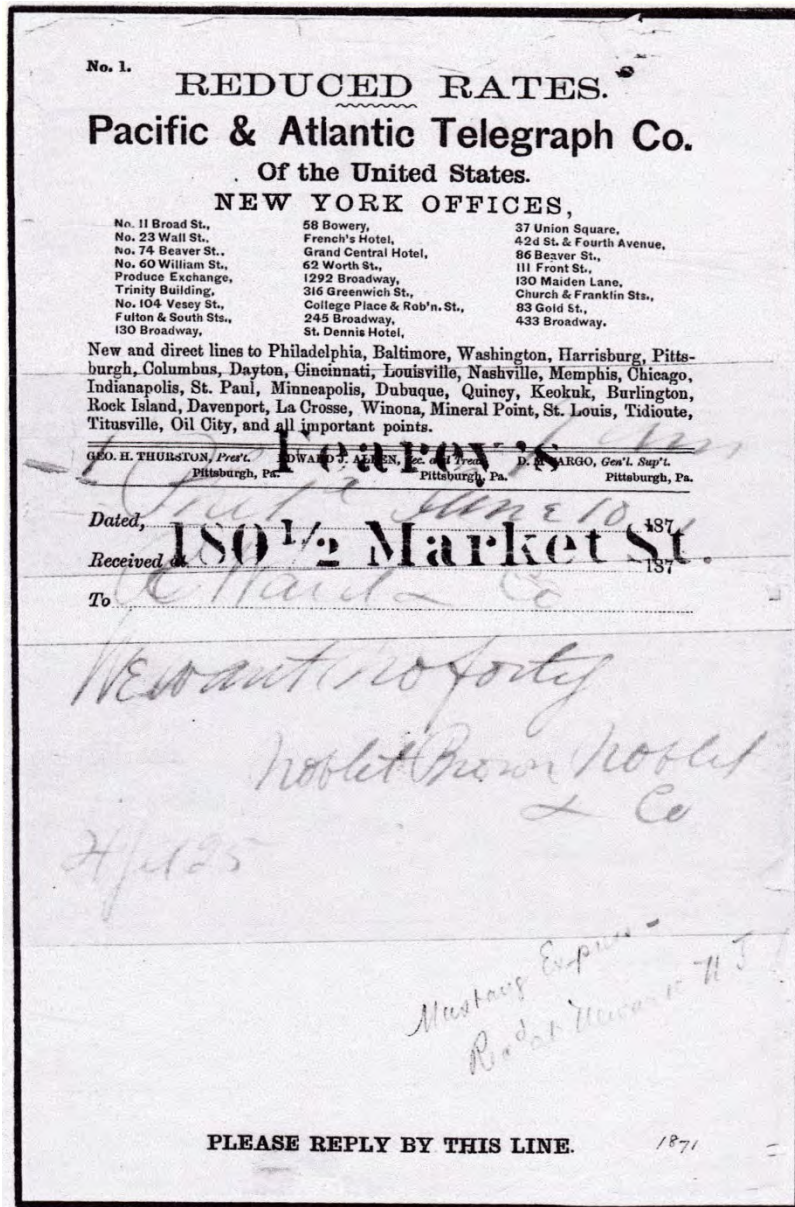 No. 1.
REDUCED RATES.
Pacific & Atlantic Telegraph Co.
Of the United States.
NEW YORK OFFICES,
No. 11 Broad St.,
No. 23 Wall St.,
No. 74 Beaver St.,
No. 60 William St.,
Produce Exchange,
Trinity Building,
No. 104 Vesey St.,
Fulton & South Sts.,
130 Broadway,
58 Bowery,
French's Hotel,
Grand Central Hotel,
62 Worth St.,
1292 Broadway,
316 Greenwich St.,
College Place & Rob'n. St.,
245 Broadway,
St. Dennis Hotel,
37 Union Square,
42d St. & Fourth Avenue,
86 Beaver St.,
111 Front St.,
130 Maiden Lane,
Church & Franklin Sts.,
83 Gold St.,
433 Broadway.
New and direct lines to Philadelphia, Baltimore, Washington, Harrisburg, Pitts-
burgh, Columbus, Dayton, Cincinnati, Louisville, Nashville, Memphis, Chicago,
Indianapolis, St. Paul, Minneapolis, Dubuque, Quincy, Keokuk, Burlington,
Rock Island, Davenport, La Crosse, Winona, Mineral Point, St. Louis, Tidioute,
Titusville, Oil City, and all important points.
GEO. H. THURSTON, Pres't. EDWARD J. ALLEN, Sec. and Treas. D. M. ARGO, Gen'l. Sup't.
Pittsburgh, Pa. Pittsburgh, Pa. Pittsburgh, Pa.
Fearey's
Dated, June 10 187
180 ½ Market St.
Received at 187
To Ward & Co
We want no forty
Noblet Brown Noblet
& Co
Mustang Express -
Rec'd at Newark N J
PLEASE REPLY BY THIS LINE.
1871